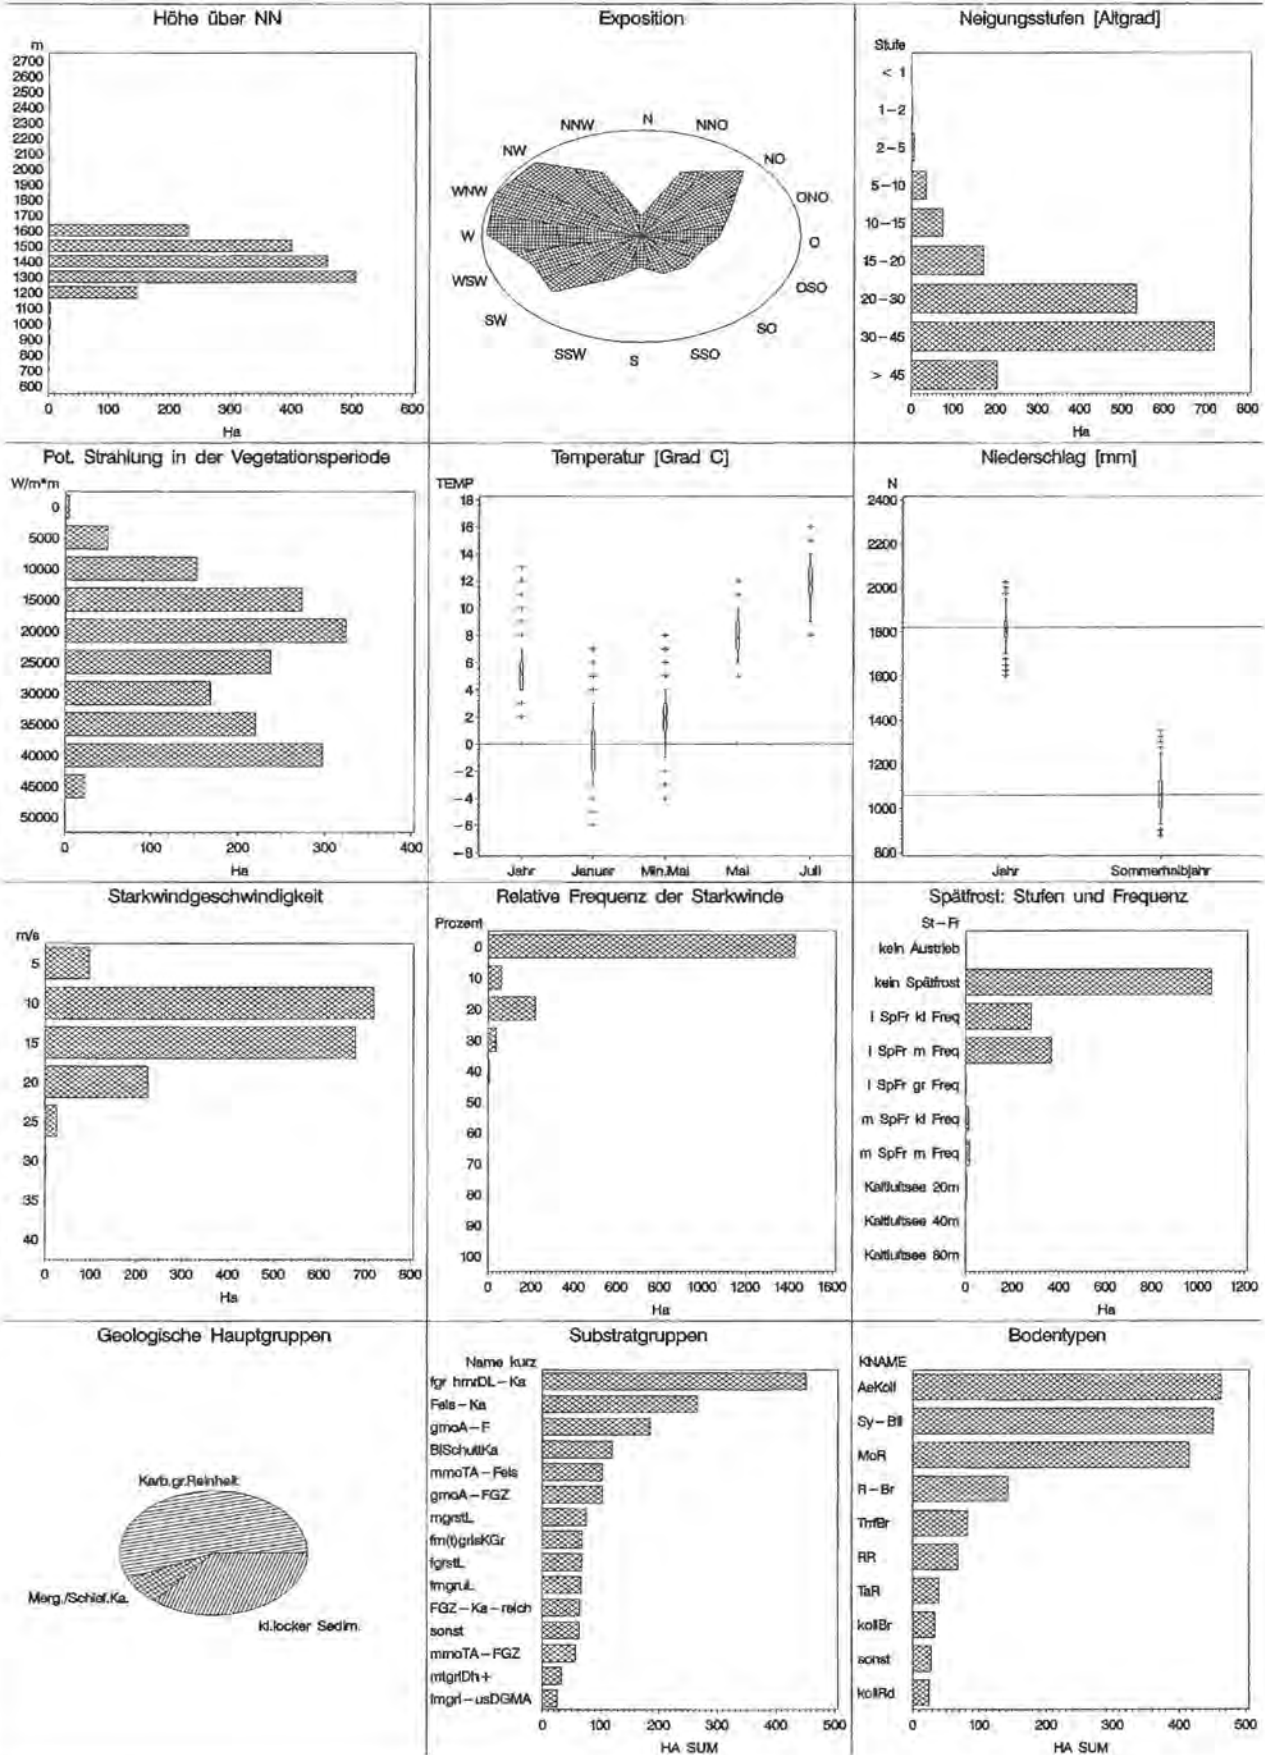 Höhe über NN
m
2700
2600
2500
2400
2300
2200
2100
2000
1900
1800
1700
1600
1500
1400
1300
1200
1100
1000
900
800
700
600
0 100 200 300 400 500 600
Ha
Exposition
N
NNO
NO
ONO
O
OSO
SO
SSO
S
SSW
SW
WSW
W
WNW
NW
NNW
Neigungsstufen [Altgrad]
Stufe
< 1
1-2
2-5
5-10
10-15
15-20
20-30
30-45
> 45
0 100 200 300 400 500 600 700 800
Ha
Pot. Strahlung in der Vegetationsperiode
W/m*m
0
5000
10000
15000
20000
25000
30000
35000
40000
45000
50000
0 100 200 300 400
Ha
Temperatur [Grad C]
TEMP
18
16
14
12
10
8
6
4
2
0
-2
-4
-6
-8
Jahr Januar Min.Mai Mai Juli
Niederschlag [mm]
N
2400
2200
2000
1800
1600
1400
1200
1000
800
Jahr Sommerhalbjahr
Starkwindgeschwindigkeit
m/s
5
10
15
20
25
30
35
40
0 100 200 300 400 500 600 700 800
Ha
Relative Frequenz der Starkwinde
Prozent
0
10
20
30
40
50
60
70
80
90
100
0 200 400 600 800 1000 1200 1400 1600
Ha
Spätfrost: Stufen und Frequenz
St-Fr
kein Austrieb
kein Spätfrost
l SpFr kl Freq
l SpFr m Freq
l SpFr gr Freq
m SpFr kl Freq
m SpFr m Freq
Kaltluftsee 20m
Kaltluftsee 40m
Kaltluftsee 80m
0 200 400 600 800 1000 1200
Ha
Geologische Hauptgruppen
Karb.gr.Reinheit
Merg./Schief.Ka.
kl.locker Sedim.
Substratgruppen
Name kurz
fgr hmrDL-Ka
Fels-Ka
gmoA-F
BlSchuttKa
mmoTA-Fels
gmoA-FGZ
mgrstL
fm(t)grlsKGr
fgrstL
fmgruL
FGZ-Ka-reich
sonst
mmoTA-FGZ
mtgrlDh+
fmgrl-usDGMA
0 100 200 300 400 500
HA SUM
Bodentypen
KNAME
AeKoll
MoR
R-Br
TmfBr
RR
TaR
kollBr
sonst
kollRd
0 100 200 300 400 500
HA SUM